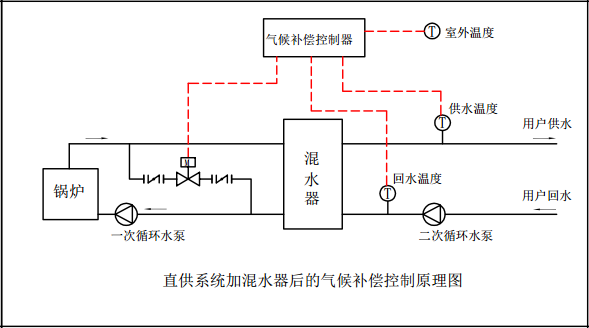 气候补偿控制器
T
室外温度
供水温度
T
用户供水
M
混水器
回水温度
T
锅炉
用户回水
一次循环水泵
二次循环水泵
直供系统加混水器后的气候补偿控制原理图